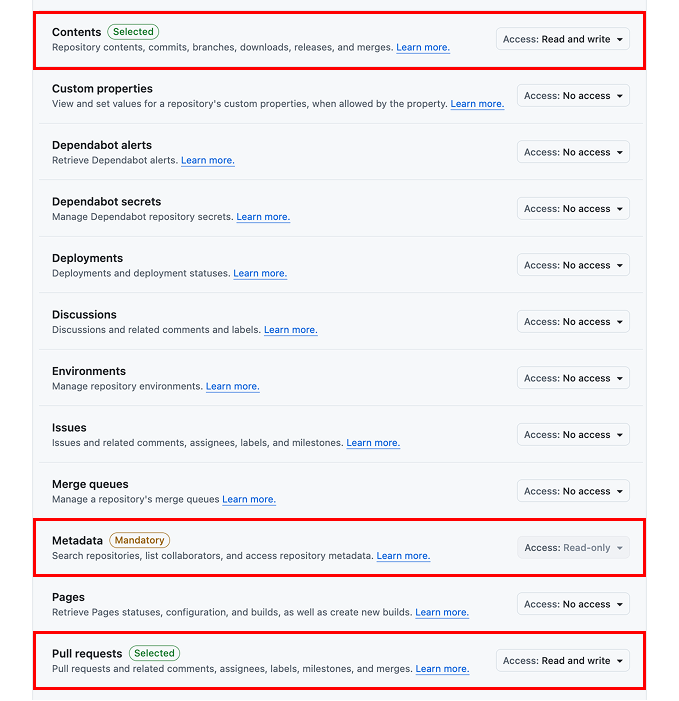 Contents Selected
Repository contents, commits, branches, downloads, releases, and merges. Learn more.
Access: Read and write
Custom properties
View and set values for a repository's custom properties, when allowed by the property. Learn more.
Access: No access
Dependabot alerts
Retrieve Dependabot alerts. Learn more.
Access: No access
Dependabot secrets
Manage Dependabot repository secrets. Learn more.
Access: No access
Deployments
Deployments and deployment statuses. Learn more.
Access: No access
Discussions
Discussions and related comments and labels. Learn more.
Access: No access
Environments
Manage repository environments. Learn more.
Access: No access
Issues
Issues and related comments, assignees, labels, and milestones. Learn more.
Access: No access
Merge queues
Manage a repository's merge queues Learn more.
Access: No access
Metadata Mandatory
Search repositories, list collaborators, and access repository metadata. Learn more.
Access: Read-only
Pages
Retrieve Pages statuses, configuration, and builds, as well as create new builds. Learn more.
Access: No access
Pull requests Selected
Pull requests and related comments, assignees, labels, milestones, and merges. Learn more.
Access: Read and write